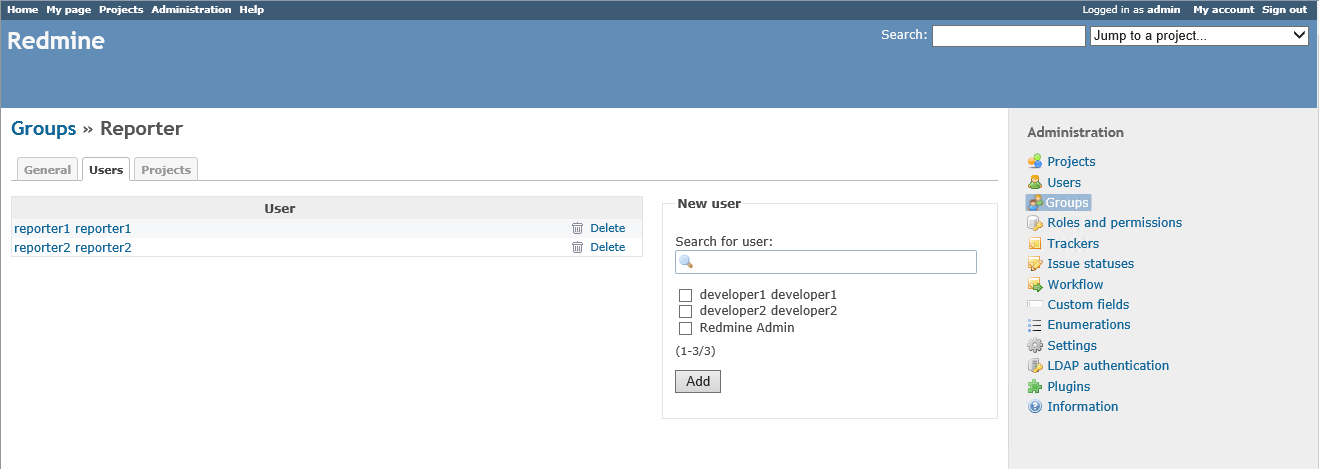 Home My page Projects Administration Help Logged in as admin My account Sign out
Redmine Search: Jump to a project...
Groups » Reporter
General Users Projects
User
reporter1 reporter1 Delete
reporter2 reporter2 Delete
New user
Search for user:
developer1 developer1
developer2 developer2
Redmine Admin
(1-3/3)
Add
Administration
Projects
Users
Groups
Roles and permissions
Trackers
Issue statuses
Workflow
Custom fields
Enumerations
Settings
LDAP authentication
Plugins
Information